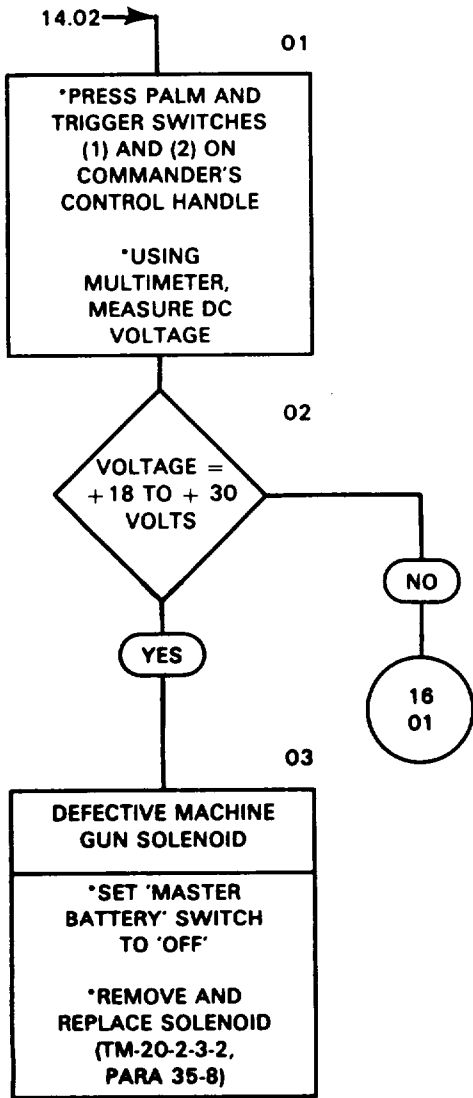 14.02
01
*PRESS PALM AND
TRIGGER SWITCHES
(1) AND (2) ON
COMMANDER'S
CONTROL HANDLE
*USING
MULTIMETER,
MEASURE DC
VOLTAGE
02
VOLTAGE =
+ 18 TO + 30
VOLTS
NO
YES
16
01
03
DEFECTIVE MACHINE
GUN SOLENOID
*SET 'MASTER
BATTERY' SWITCH
TO 'OFF'
*REMOVE AND
REPLACE SOLENOID
(TM-20-2-3-2,
PARA 35-8)